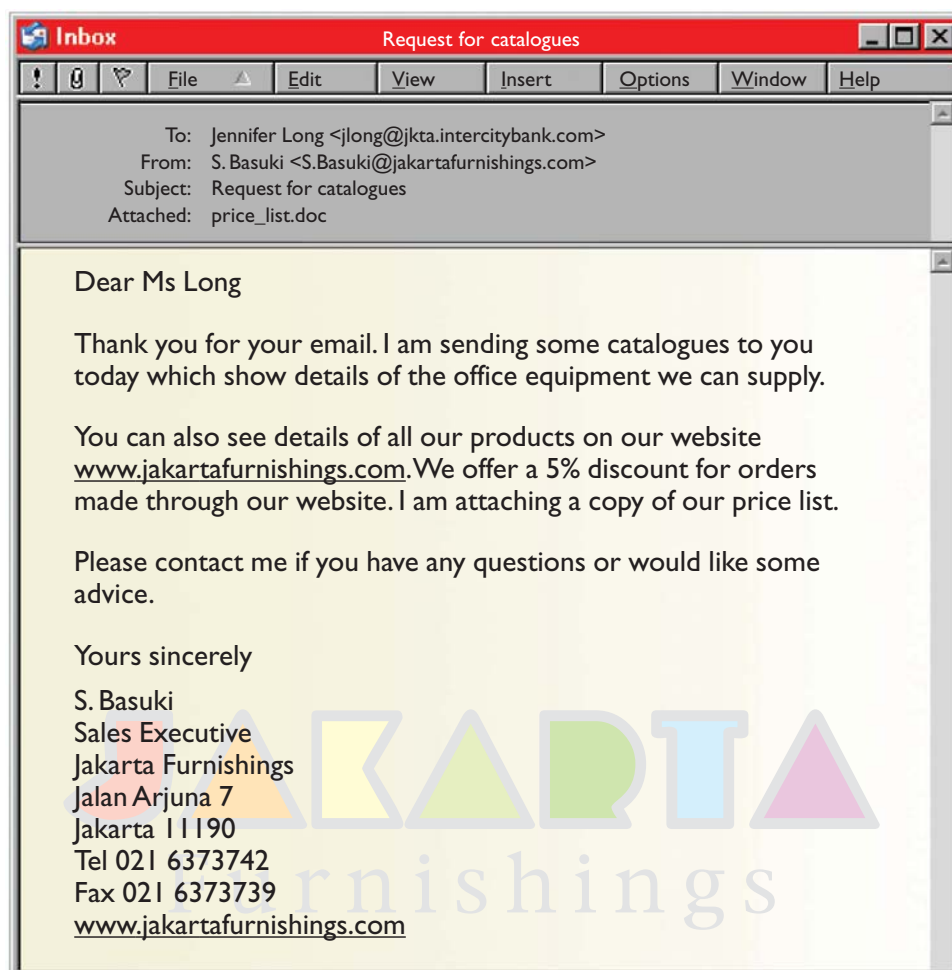 Inbox Request for catalogues
File Edit View Insert Options Window Help
To: Jennifer Long <jlong@jkta.intercitybank.com>
From: S. Basuki <S.Basuki@jakartafurnishings.com>
Subject: Request for catalogues
Attached: price_list.doc
Dear Ms Long
Thank you for your email. I am sending some catalogues to you
today which show details of the office equipment we can supply.
You can also see details of all our products on our website
www.jakartafurnishings.com. We offer a 5% discount for orders
made through our website. I am attaching a copy of our price list.
Please contact me if you have any questions or would like some
advice.
Yours sincerely
S. Basuki
Sales Executive
Jakarta Furnishings
Jalan Arjuna 7
Jakarta 11190
Tel 021 6373742
Fax 021 6373739
www.jakartafurnishings.com
JAKARTA
Furnishings